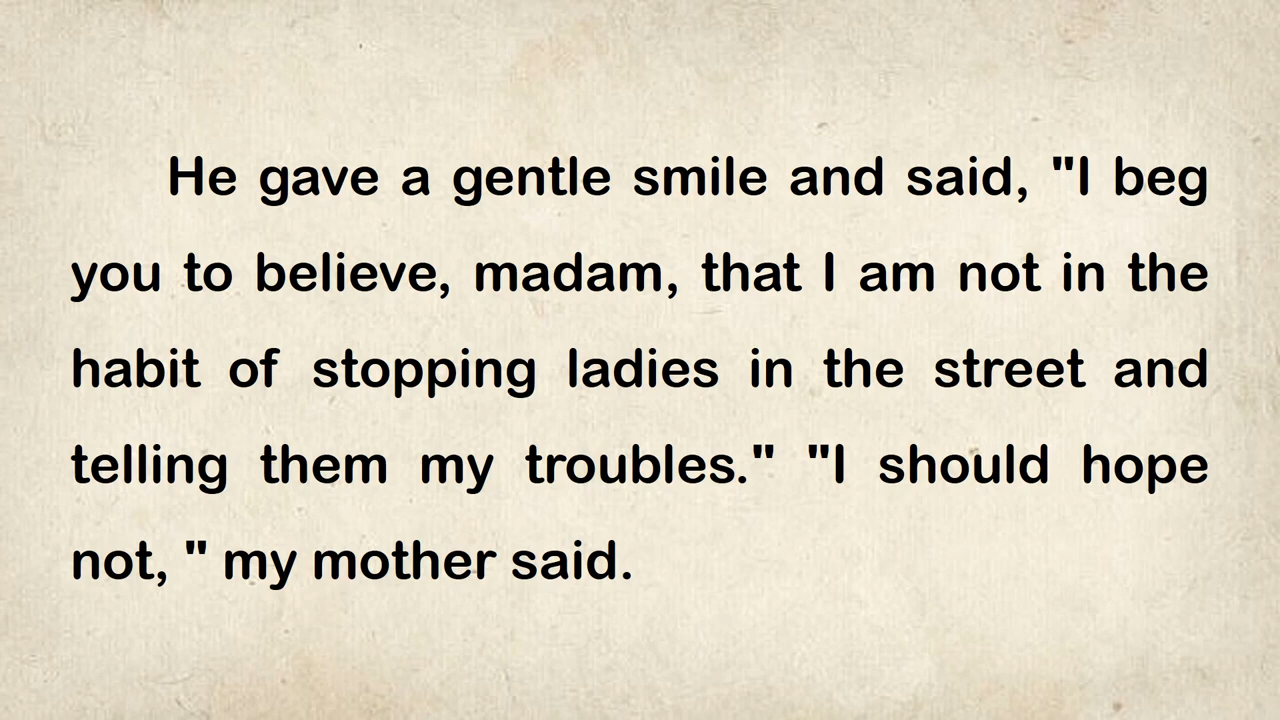 He gave a gentle smile and said, "I beg
you to believe, madam, that I am not in the
habit of stopping ladies in the street and
telling them my troubles." "I should hope
not, " my mother said.